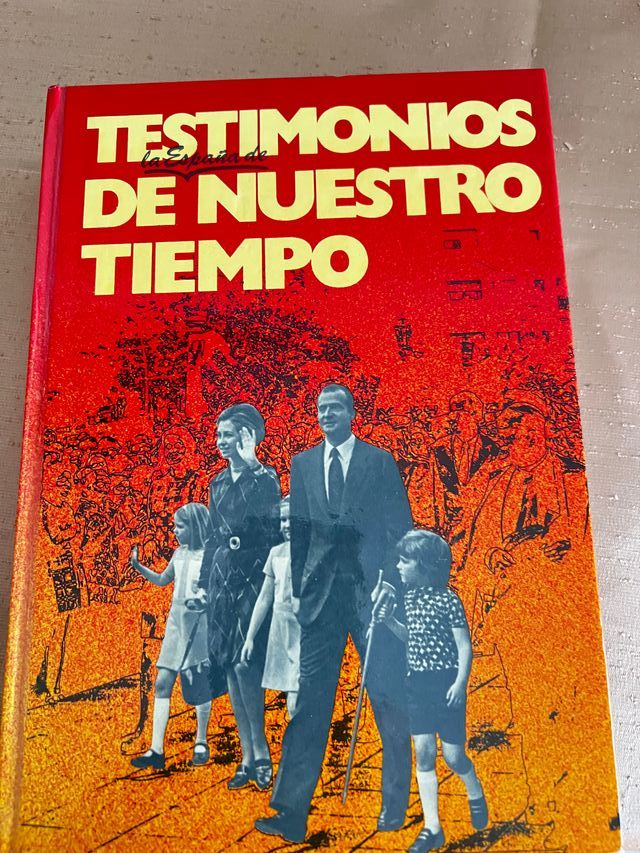 TESTIMONIOS
la España de
DE NUESTRO
TIEMPO